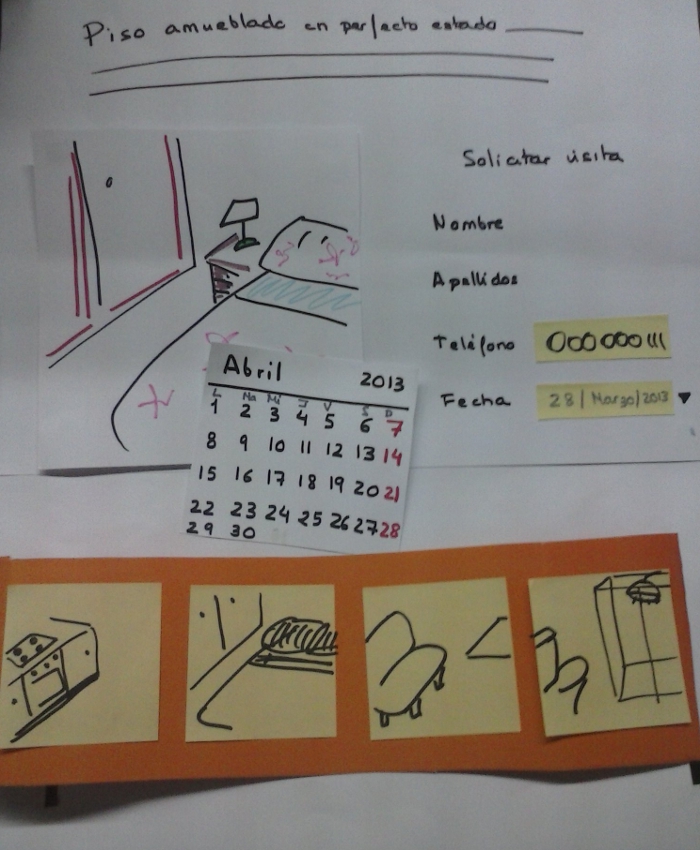 Piso amueblado en perfecto estado
Solicitar visita
Nombre
Apellidos
Teléfono 000000111
Fecha 28/Marzo/2013
Abril 2013
L Ma Mi J V S D
1 2 3 4 5 6 7
8 9 10 11 12 13 14
15 16 17 18 19 20 21
22 23 24 25 26 27 28
29 30